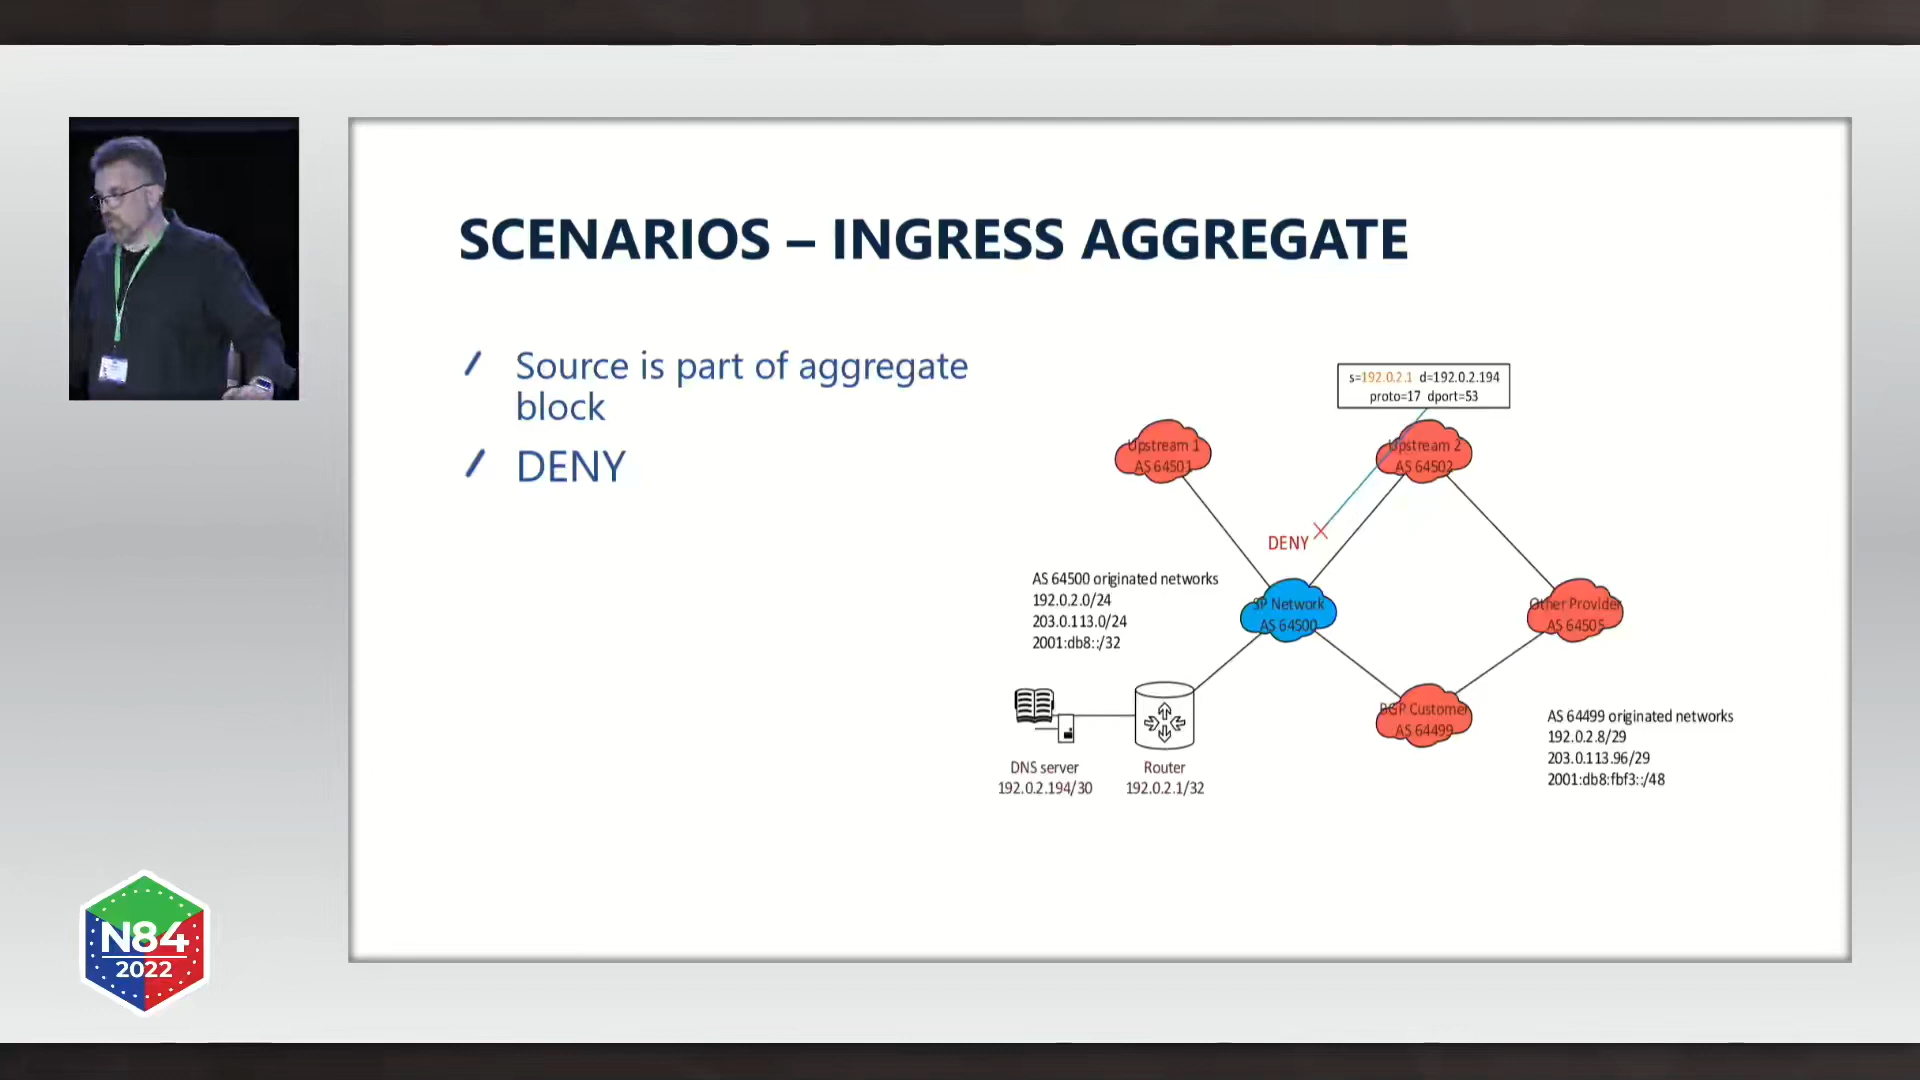 SCENARIOS – INGRESS AGGREGATE
Source is part of aggregate
block
DENY
s=192.0.2.1 d=192.0.2.194
proto=17 dport=53
Upstream 1
AS 64501
Upstream 2
AS 64502
DENY
AS 64500 originated networks
192.0.2.0/24
203.0.113.0/24
2001:db8::/32
SP Network
AS 64500
Other Provider
AS 64505
BGP Customer
AS 64499
AS 64499 originated networks
192.0.2.8/29
203.0.113.96/29
2001:db8:fbf3::/48
DNS server
192.0.2.194/30
Router
192.0.2.1/32
N84
2022